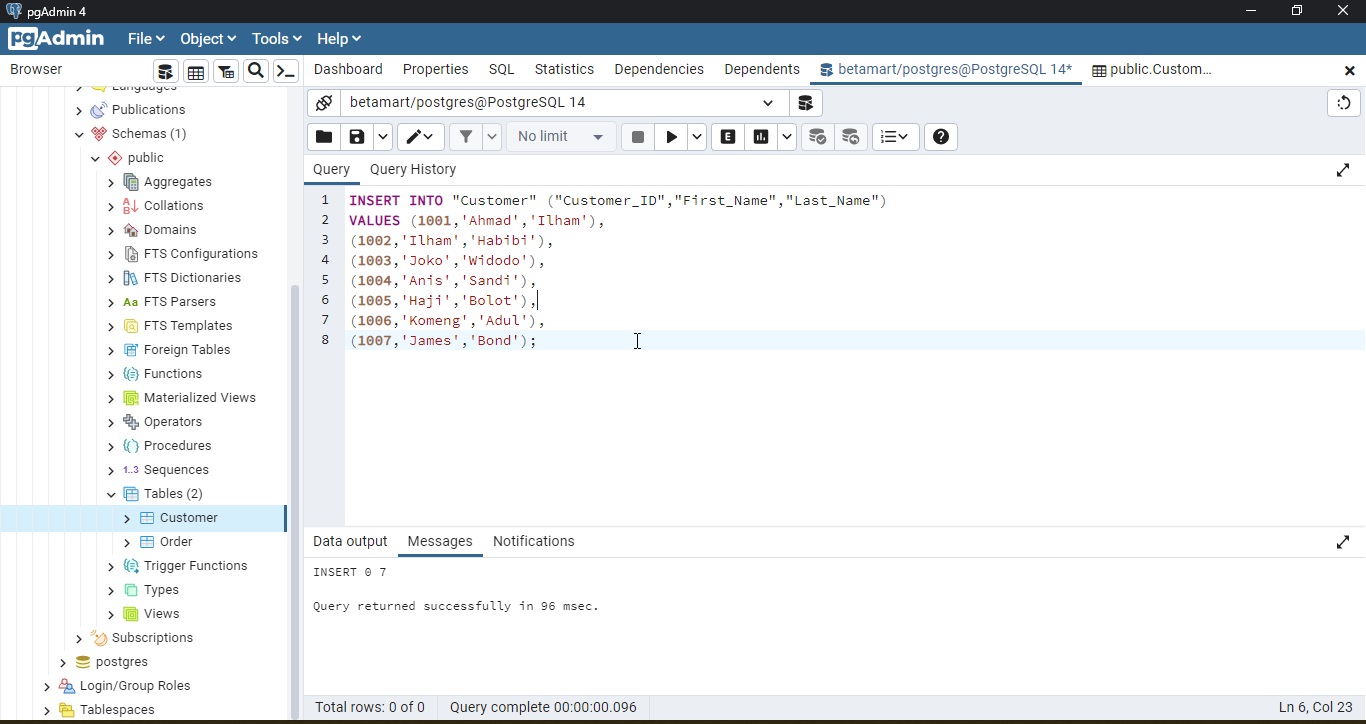 pgAdmin 4
pgAdmin File Object Tools Help
Browser
Dashboard Properties SQL Statistics Dependencies Dependents betamart/postgres@PostgreSQL 14* public.Custom...
Languages
Publications
Schemas (1)
public
Aggregates
Collations
Domains
FTS Configurations
FTS Dictionaries
Aa FTS Parsers
FTS Templates
Foreign Tables
Functions
Materialized Views
Operators
Procedures
1..3 Sequences
Tables (2)
Customer
Order
Trigger Functions
Types
Views
Subscriptions
postgres
Login/Group Roles
Tablespaces
betamart/postgres@PostgreSQL 14
No limit E
Query Query History
1 INSERT INTO "Customer" ("Customer_ID","First_Name","Last_Name")
2 VALUES (1001,'Ahmad','Ilham'),
3 (1002,'Ilham','Habibi'),
4 (1003,'Joko','Widodo'),
5 (1004,'Anis','Sandi'),
6 (1005,'Haji','Bolot'),
7 (1006,'Komeng','Adul'),
8 (1007,'James','Bond');
Data output Messages Notifications
INSERT 0 7
Query returned successfully in 96 msec.
Total rows: 0 of 0 Query complete 00:00:00.096 Ln 6, Col 23